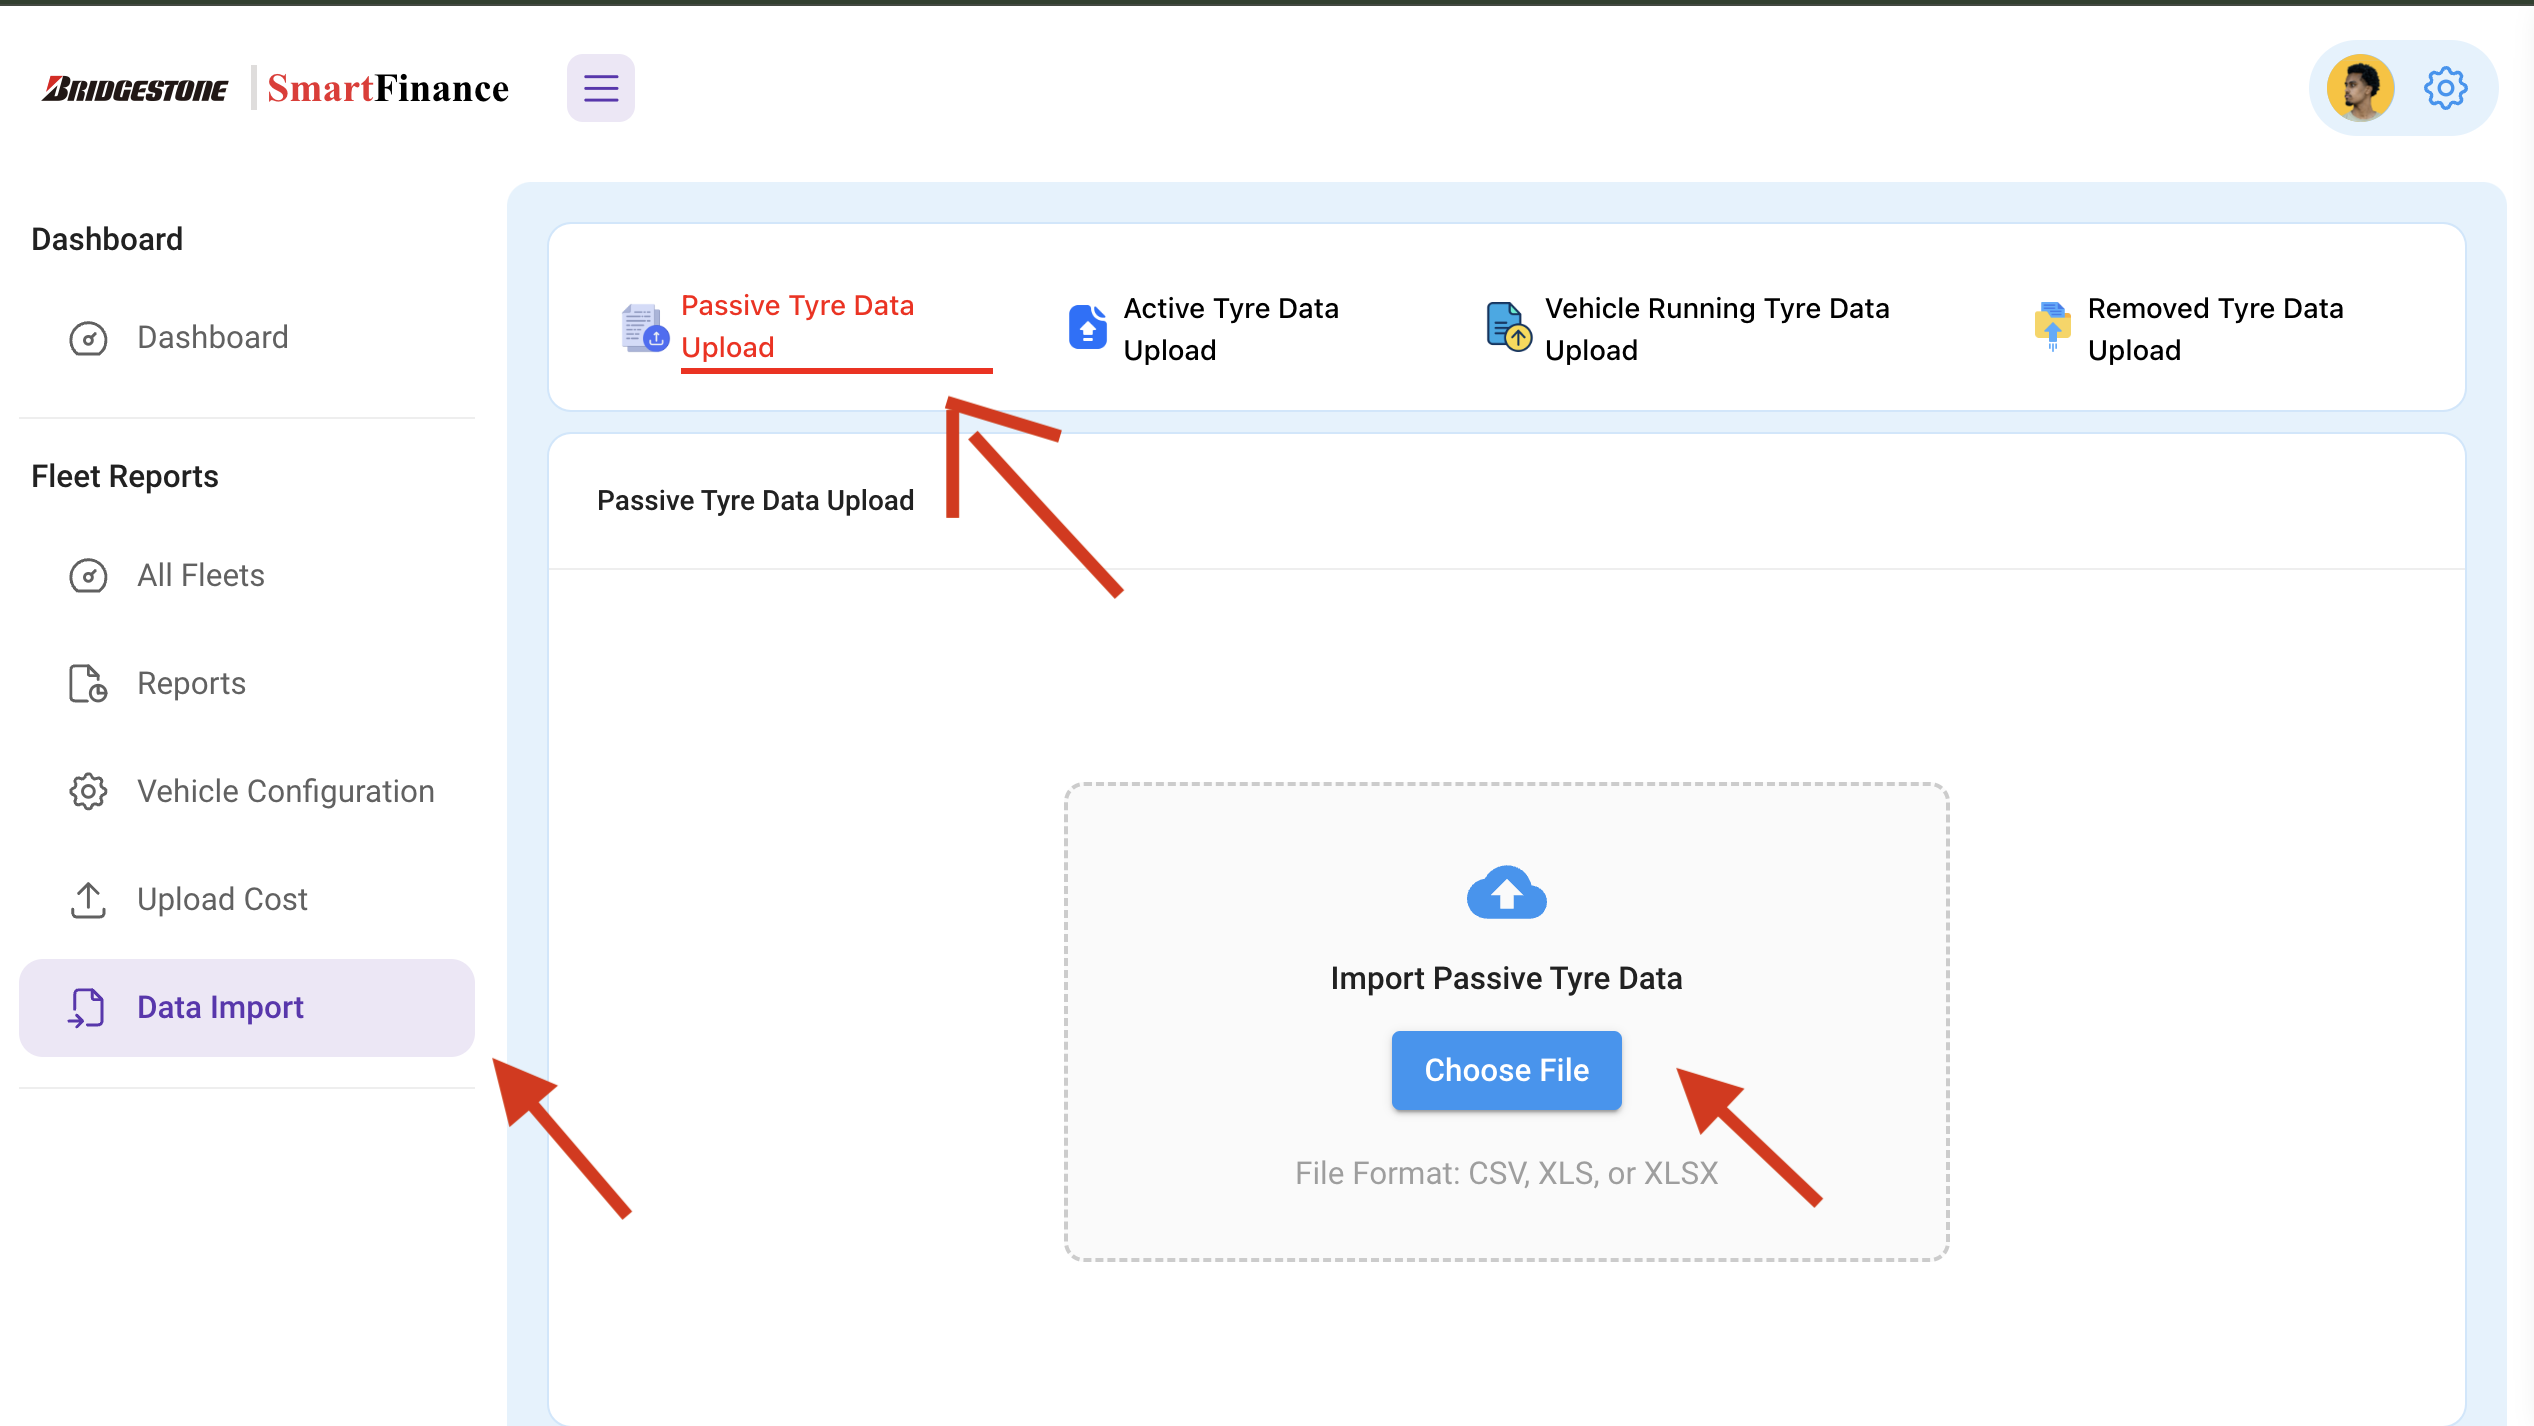 BRIDGESTONE | SmartFinance
Dashboard
Dashboard
Fleet Reports
All Fleets
Reports
Vehicle Configuration
Upload Cost
Data Import
Passive Tyre Data
Upload
Active Tyre Data
Upload
Vehicle Running Tyre Data
Upload
Removed Tyre Data
Upload
Passive Tyre Data Upload
Import Passive Tyre Data
Choose File
File Format: CSV, XLS, or XLSX